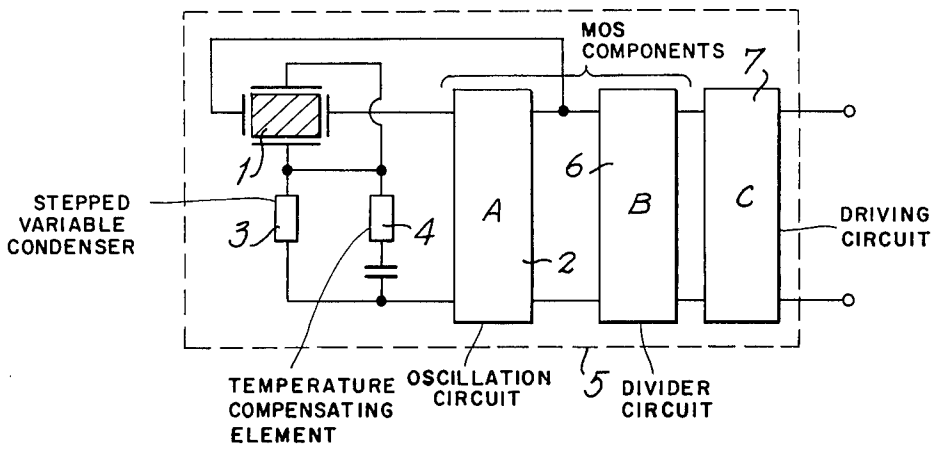 MOS
COMPONENTS
7
1
6
A
B
C
STEPPED
VARIABLE
CONDENSER
3
4
2
DRIVING
CIRCUIT
5
TEMPERATURE
COMPENSATING
ELEMENT
OSCILLATION
CIRCUIT
DIVIDER
CIRCUIT